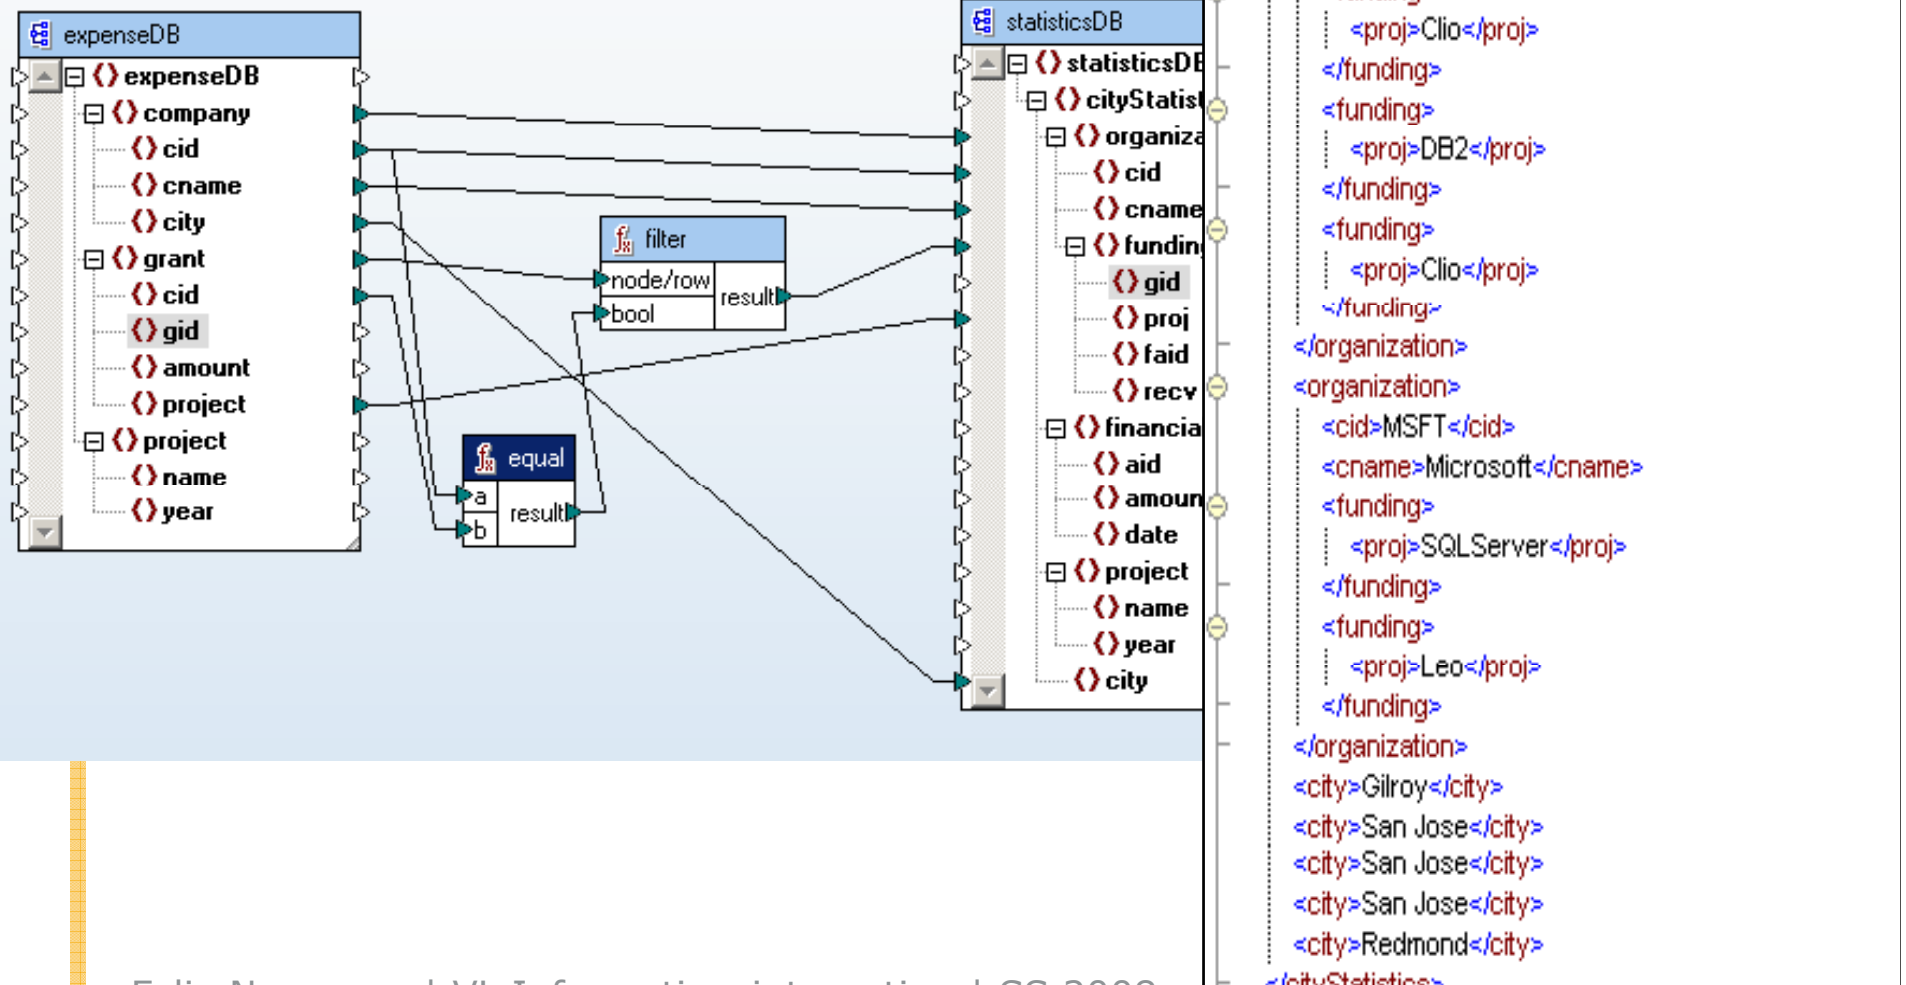 expenseDB
expenseDB
company
cid
cname
city
grant
cid
gid
amount
project
project
name
year
filter
node/row
bool
result
equal
a
b
result
statisticsDB
statisticsDB
cityStatist
organiza
cid
cname
funding
gid
proj
faid
recv
financia
aid
amoun
date
project
name
year
city
<proj>Clio</proj>
</funding>
<funding>
<proj>DB2</proj>
</funding>
<funding>
<proj>Clio</proj>
</funding>
</organization>
<organization>
<cid>MSFT</cid>
<cname>Microsoft</cname>
<funding>
<proj>SQLServer</proj>
</funding>
<funding>
<proj>Leo</proj>
</funding>
</organization>
<city>Gilroy</city>
<city>San Jose</city>
<city>San Jose</city>
<city>San Jose</city>
<city>Redmond</city>
</cityStatistics>